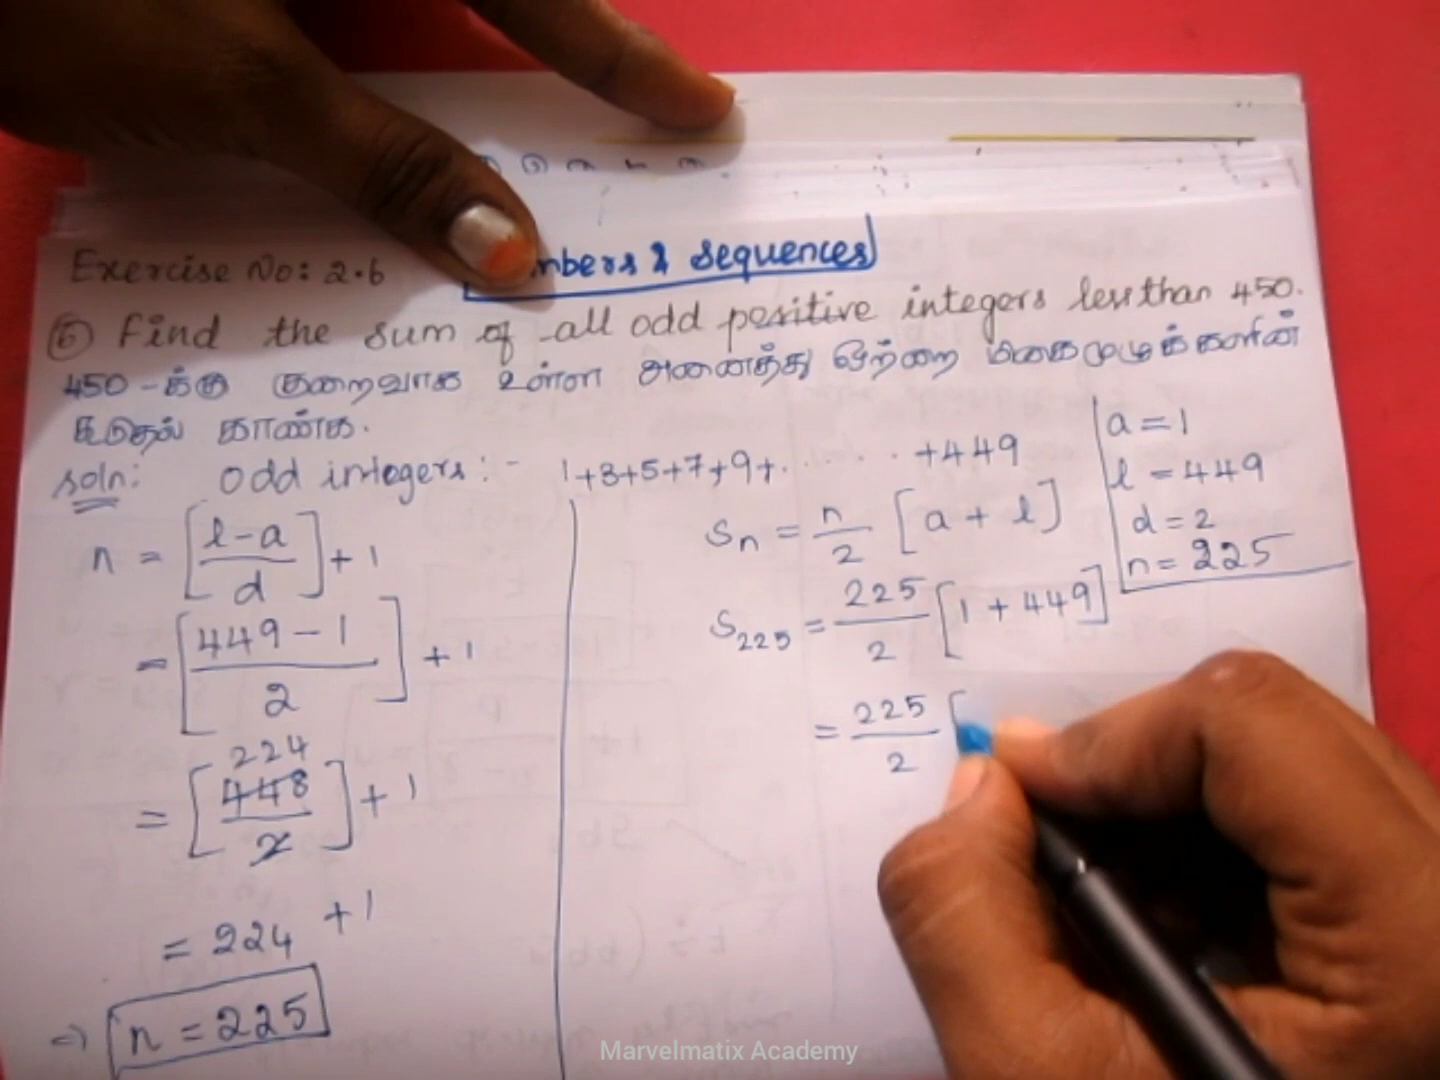 Exercise No: 2.6
mbers & Sequences
⑥ Find the sum of all odd positive integers less than 450.
450 -க்கு குறைவாக உள்ள அனைத்து ஒற்றை மிகை முழுக்களின்
கூடுதல் காண்க.
soln: odd integers :- 1+3+5+7+9+. . . . . . +449
n = [l-a/d] + 1
= [449-1/2] + 1
224
= [448/2] + 1
= 224 + 1
⇒ n = 225
Sn = n/2 [a + l]
S225 = 225/2 [1 + 449]
= 225/2 [
a = 1
l = 449
d = 2
n = 225
Marvelmatix Academy